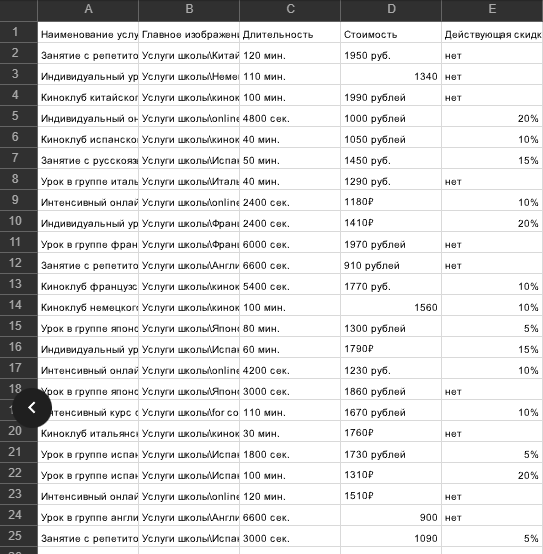 A B C D E
1 Наименование услу Главное изображени Длительность Стоимость Действующая скидк
2 Занятие с репетито Услуги школы\Китай 120 мин. 1950 руб. нет
3 Индивидуальный ур Услуги школы\Неме 110 мин. 1340 нет
4 Киноклуб китайског Услуги школы\кинок 100 мин. 1990 рублей нет
5 Индивидуальный он Услуги школы\online 4800 сек. 1000 рублей 20%
6 Киноклуб испанско Услуги школы\кинок 40 мин. 1050 рублей 10%
7 Занятие с русскояз Услуги школы\Испа 50 мин. 1450 руб. 15%
8 Урок в группе италь Услуги школы\Италь 40 мин. 1290 руб. нет
9 Интенсивный онлай Услуги школы\online 2400 сек. 1180₽ 10%
10 Индивидуальный ур Услуги школы\Фран 2400 сек. 1410₽ 20%
11 Урок в группе фран Услуги школы\Фран 6000 сек. 1970 рублей нет
12 Занятие с репетито Услуги школы\Англи 6600 сек. 910 рублей нет
13 Киноклуб французс Услуги школы\кинок 5400 сек. 1770 руб. 10%
14 Киноклуб немецког Услуги школы\кинок 100 мин. 1560 10%
15 Урок в группе японс Услуги школы\Японс 80 мин. 1300 рублей 5%
16 Индивидуальный ур Услуги школы\Испа 60 мин. 1790₽ 15%
17 Интенсивный онлай Услуги школы\online 4200 сек. 1230 руб. 10%
18 Урок в группе японс Услуги школы\Японс 3000 сек. 1860 рублей нет
нтенсивный курс с Услуги школы\for co 110 мин. 1670 рублей 10%
20 Киноклуб итальянс Услуги школы\кинок 30 мин. 1760₽ нет
21 Урок в группе испан Услуги школы\Испан 1800 сек. 1730 рублей 5%
22 Урок в группе испан Услуги школы\Испан 100 мин. 1310₽ 20%
23 Интенсивный онлай Услуги школы\online 120 мин. 1510₽ нет
24 Урок в группе англи Услуги школы\Англи 6600 сек. 900 нет
25 Занятие с репетито Услуги школы\Испа 3000 сек. 1090 5%